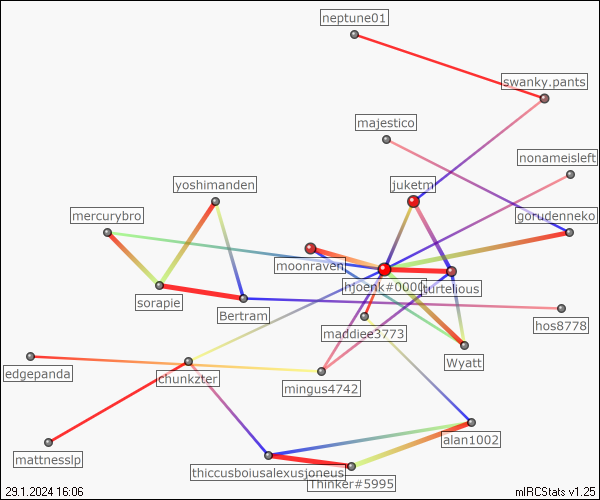 neptune01
swanky.pants
majestico
nonameisleft
yoshimanden
juketm
mercurybro
gorudenneko
moonraven
hjoenk#0000
turtelious
sorapie
Bertram
hos8778
maddiee3773
Wyatt
edgepanda
chunkzter
mingus4742
alan1002
mattnesslp
thiccusboiusalexusjoneus
Thinker#5995
29.1.2024 16:06
mIRCStats v1.25